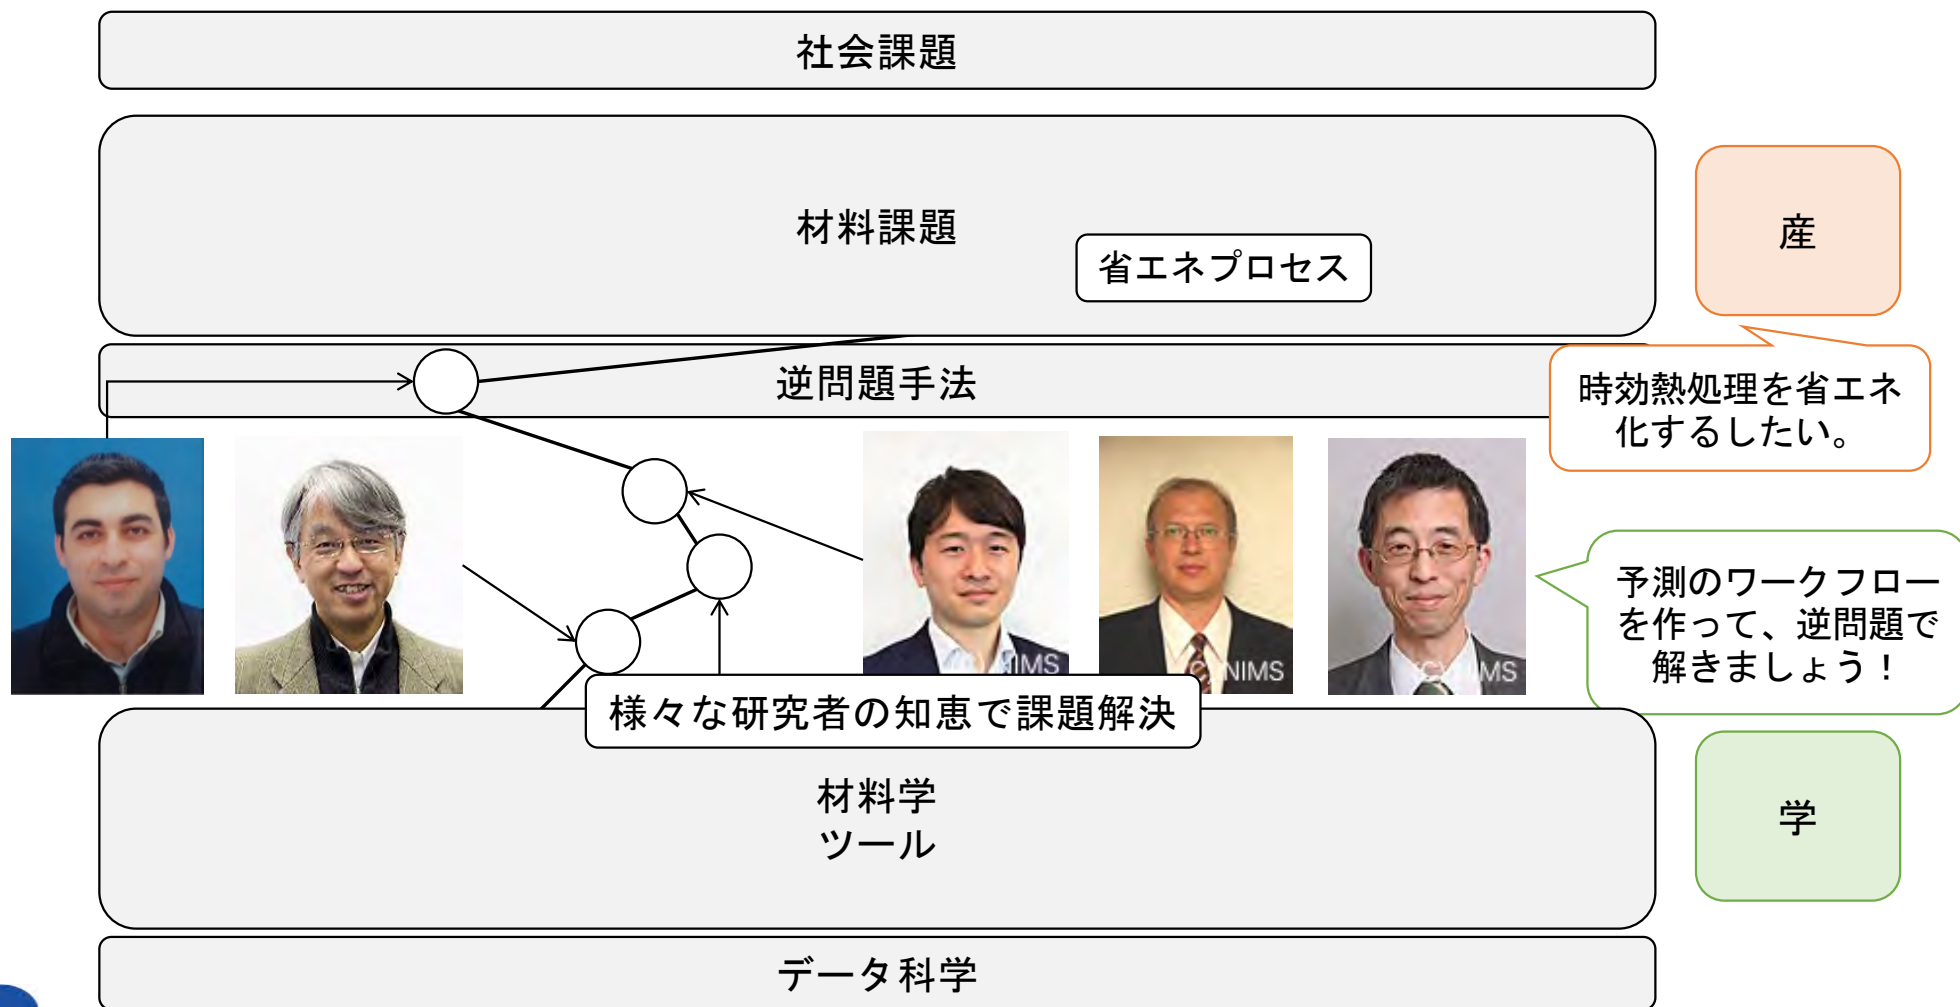 社会課題
材料課題
省エネプロセス
産
逆問題手法
時効熱処理を省エネ
化するしたい。
予測のワークフロー
を作って、逆問題で
解きましょう！
NIMS
NIMS
NIMS
様々な研究者の知恵で課題解決
材料学
ツール
学
データ科学